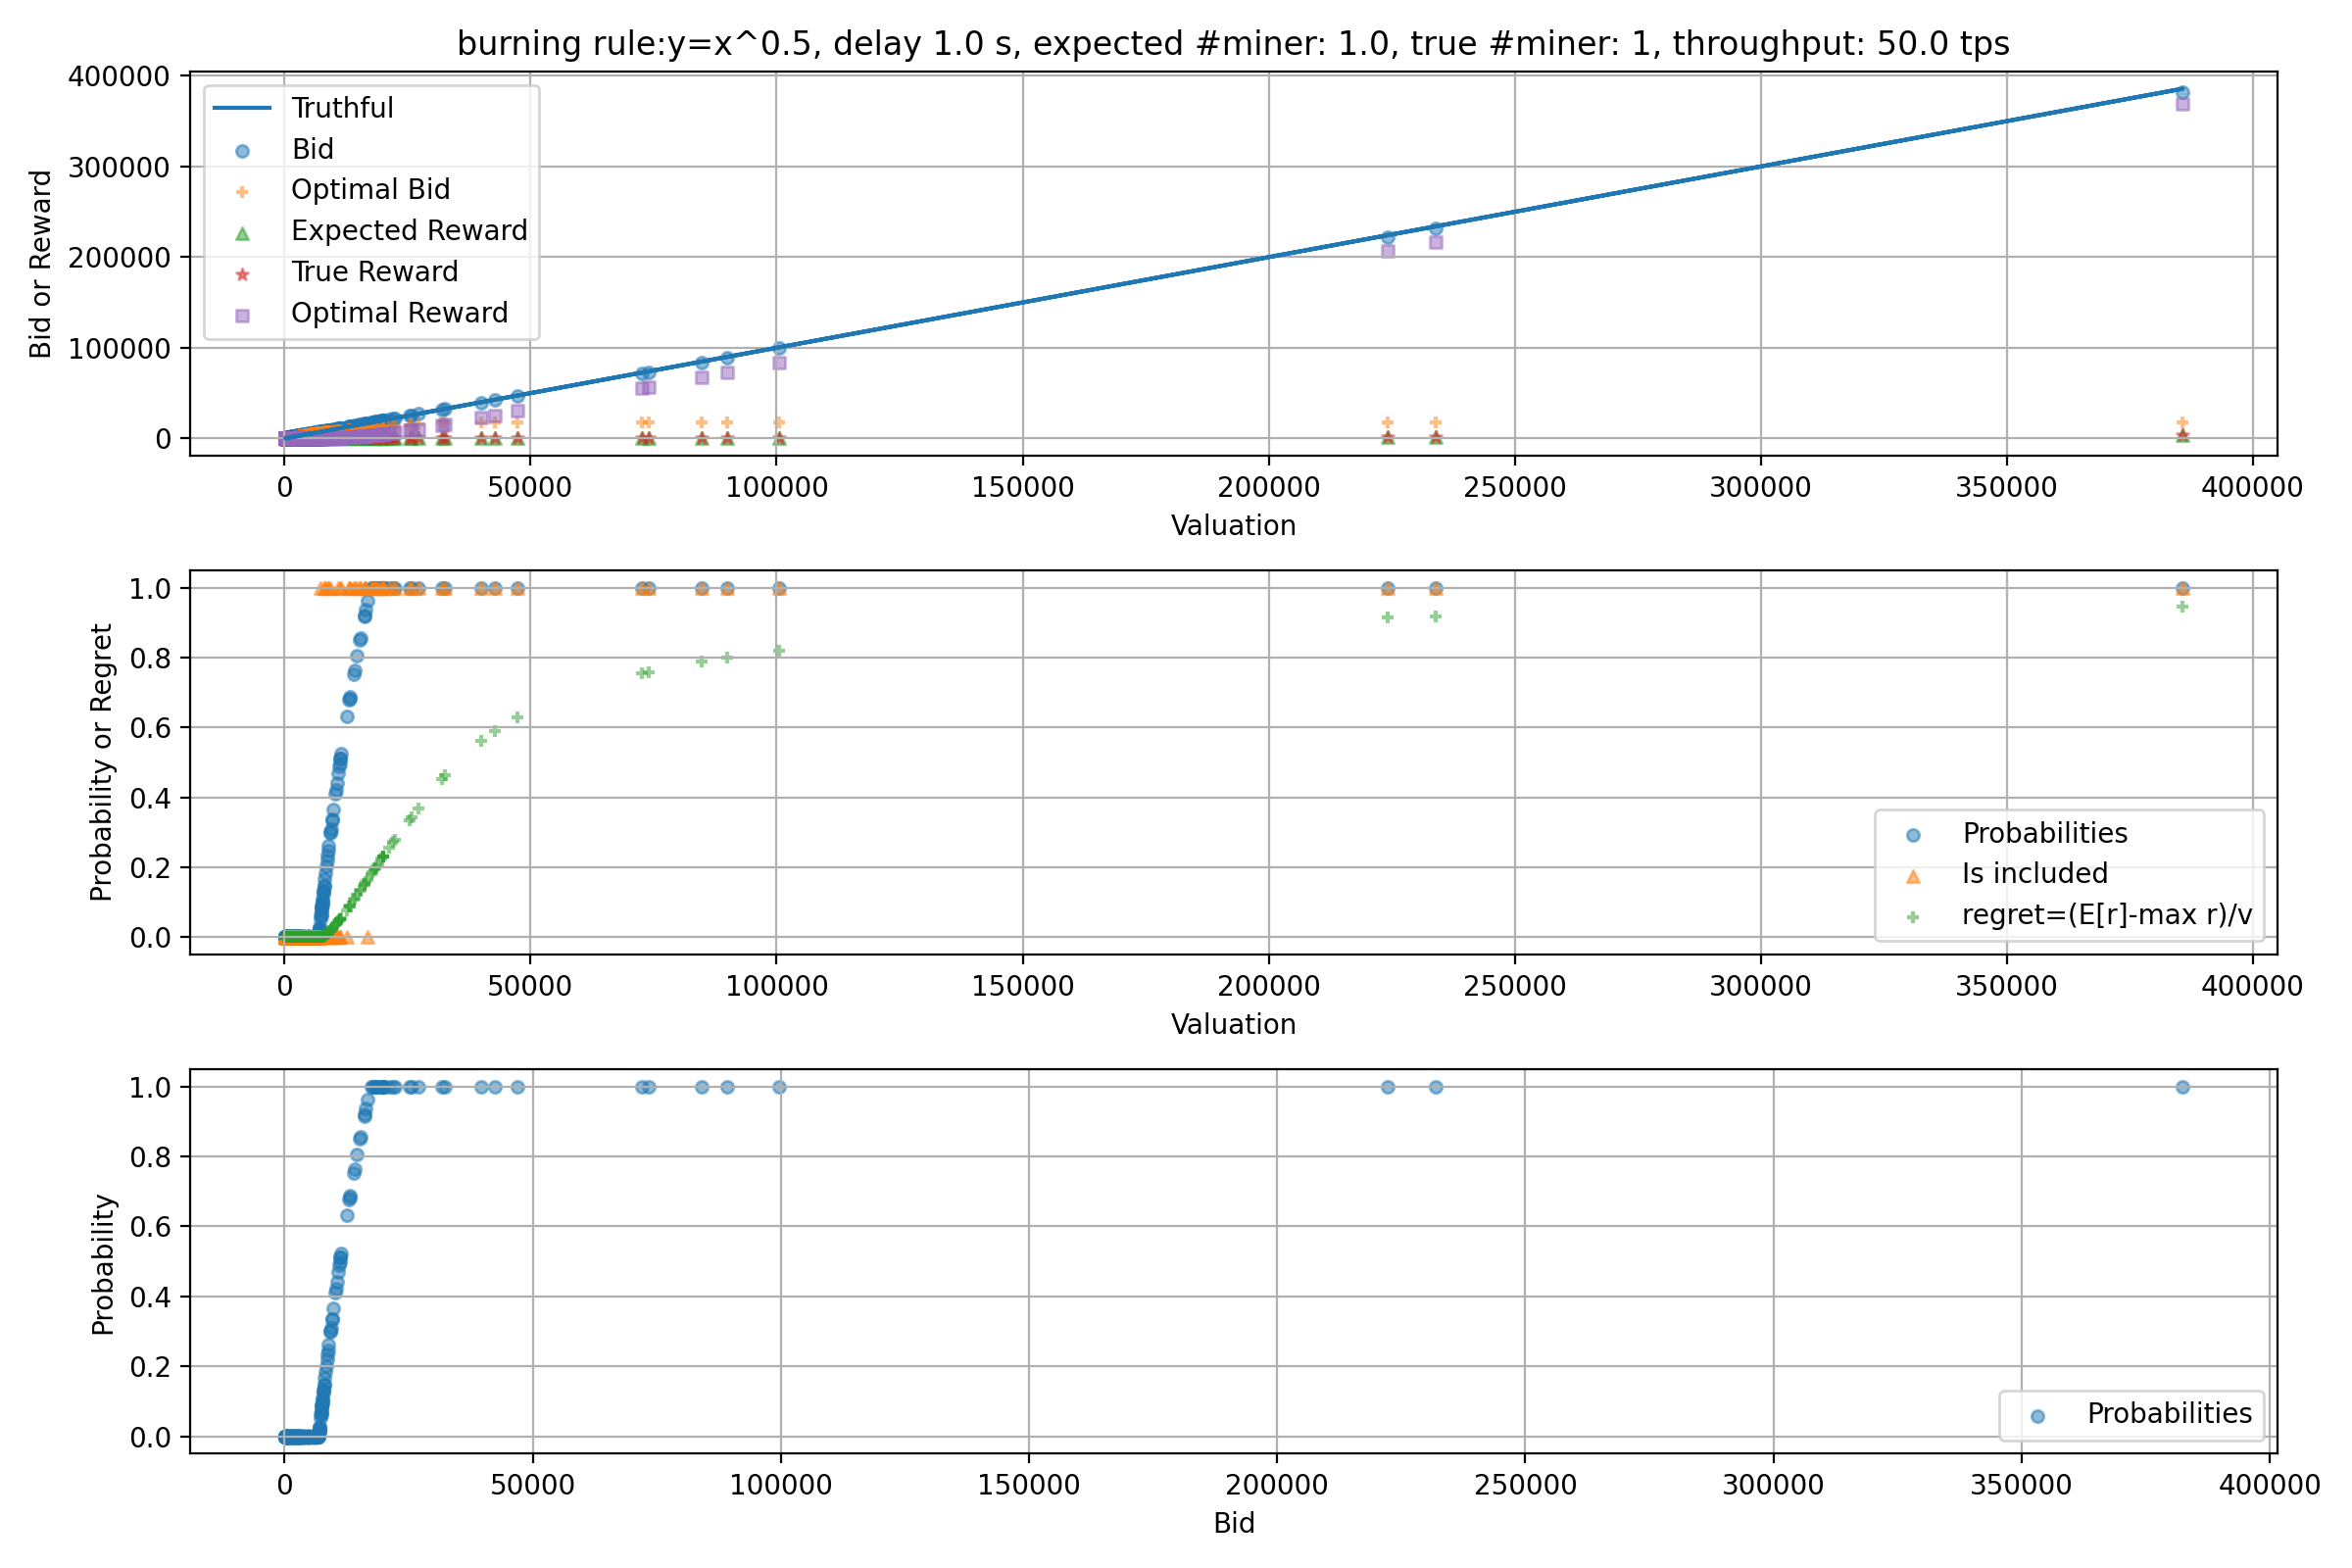 burning rule:y=x^0.5, delay 1.0 s, expected #miner: 1.0, true #miner: 1, throughput: 50.0 tps
Bid or Reward
400000
300000
200000
100000
0
Truthful
Bid
Optimal Bid
Expected Reward
True Reward
Optimal Reward
0 50000 100000 150000 200000 250000 300000 350000 400000
Valuation
Probability or Regret
1.0
0.8
0.6
0.4
0.2
0.0
Probabilities
Is included
regret=(E[r]-max r)/v
0 50000 100000 150000 200000 250000 300000 350000 400000
Valuation
Probability
1.0
0.8
0.6
0.4
0.2
0.0
Probabilities
0 50000 100000 150000 200000 250000 300000 350000 400000
Bid